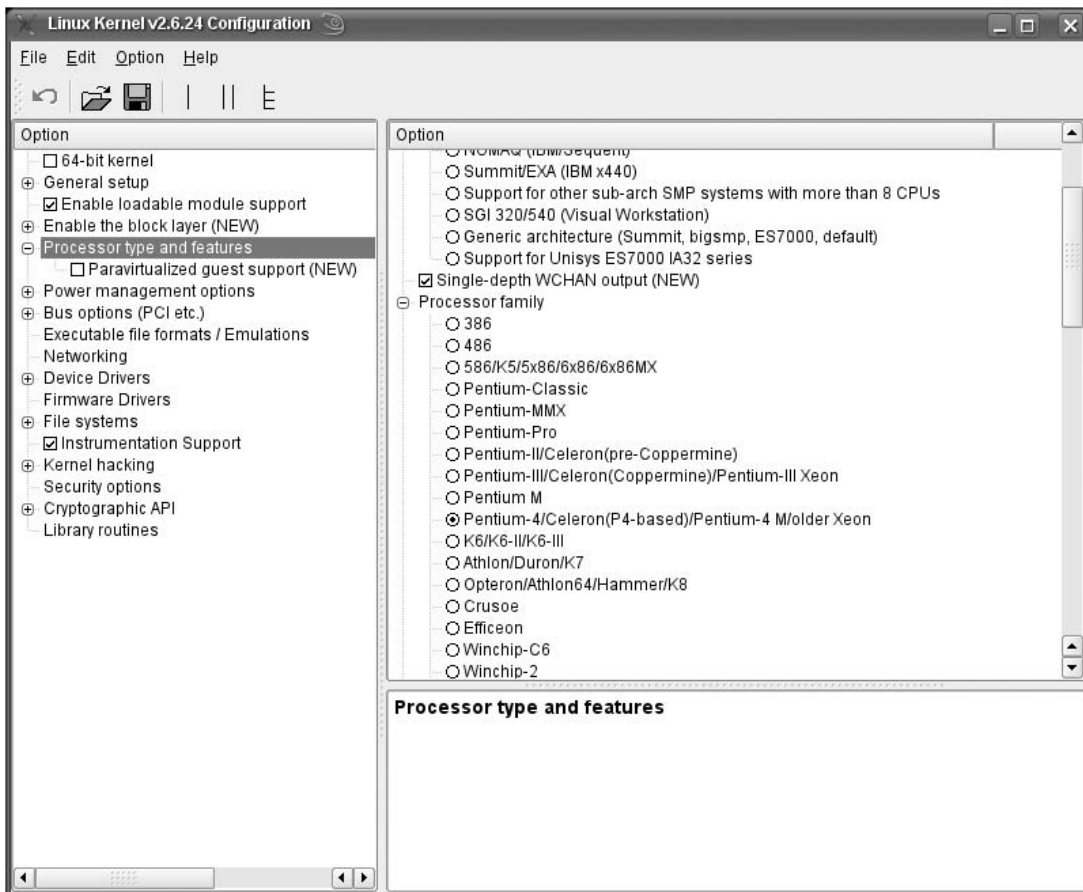 Linux Kernel v2.6.24 Configuration
File Edit Option Help
Option
64-bit kernel
General setup
Enable loadable module support
Enable the block layer (NEW)
Processor type and features
Paravirtualized guest support (NEW)
Power management options
Bus options (PCI etc.)
Executable file formats / Emulations
Networking
Device Drivers
Firmware Drivers
File systems
Instrumentation Support
Kernel hacking
Security options
Cryptographic API
Library routines
Option
NUMAQ (IBM/Sequent)
Summit/EXA (IBM x440)
Support for other sub-arch SMP systems with more than 8 CPUs
SGI 320/540 (Visual Workstation)
Generic architecture (Summit, bigsmp, ES7000, default)
Support for Unisys ES7000 IA32 series
Single-depth WCHAN output (NEW)
Processor family
386
486
586/K5/5x86/6x86/6x86MX
Pentium-Classic
Pentium-MMX
Pentium-Pro
Pentium-II/Celeron(pre-Coppermine)
Pentium-III/Celeron(Coppermine)/Pentium-III Xeon
Pentium M
Pentium-4/Celeron(P4-based)/Pentium-4 M/older Xeon
K6/K6-II/K6-III
Athlon/Duron/K7
Opteron/Athlon64/Hammer/K8
Crusoe
Efficeon
Winchip-C6
Winchip-2
Processor type and features